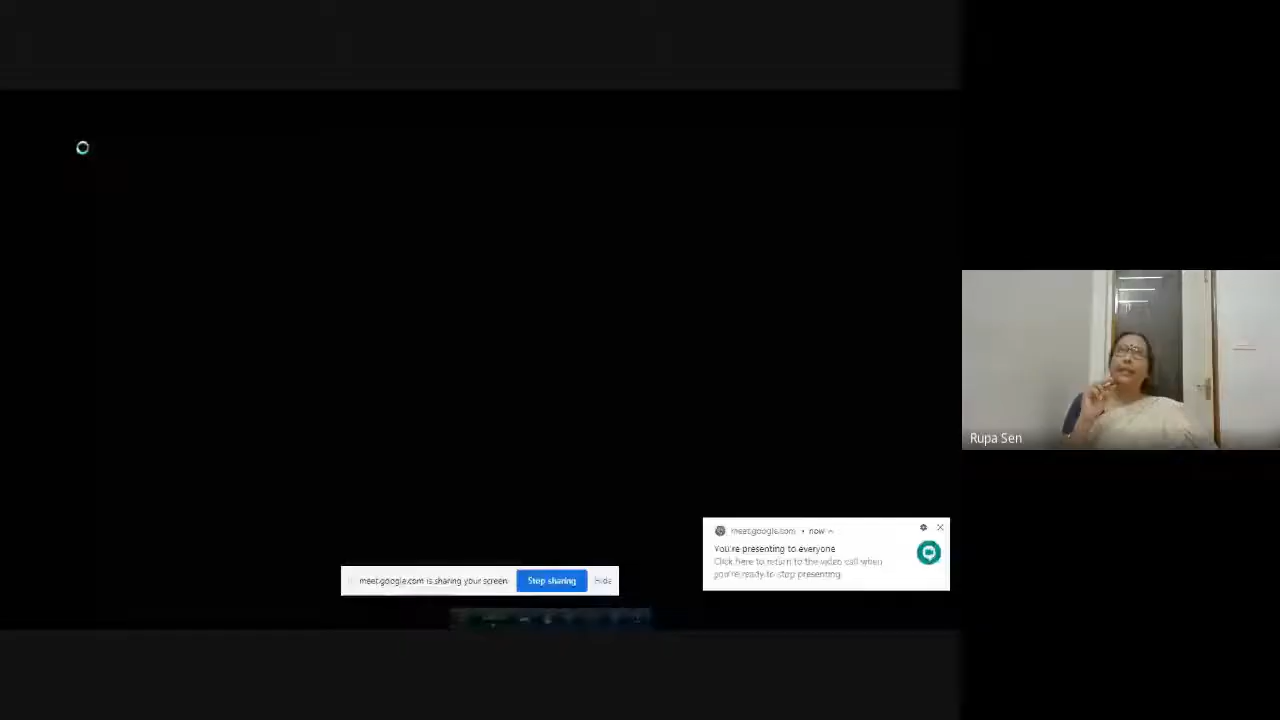 meet.google.com • now
You're presenting to everyone
Click here to return to the video call when
you're ready to stop presenting
meet.google.com is sharing your screen
Stop sharing
Hide
Rupa Sen